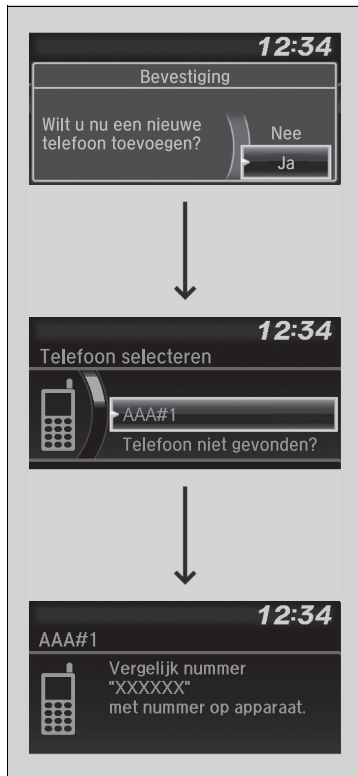 12:34
Bevestiging
Wilt u nu een nieuwe
telefoon toevoegen?
Nee
Ja
12:34
Telefoon selecteren
AAA#1
Telefoon niet gevonden?
12:34
AAA#1
Vergelijk nummer
"XXXXXX"
met nummer op apparaat.